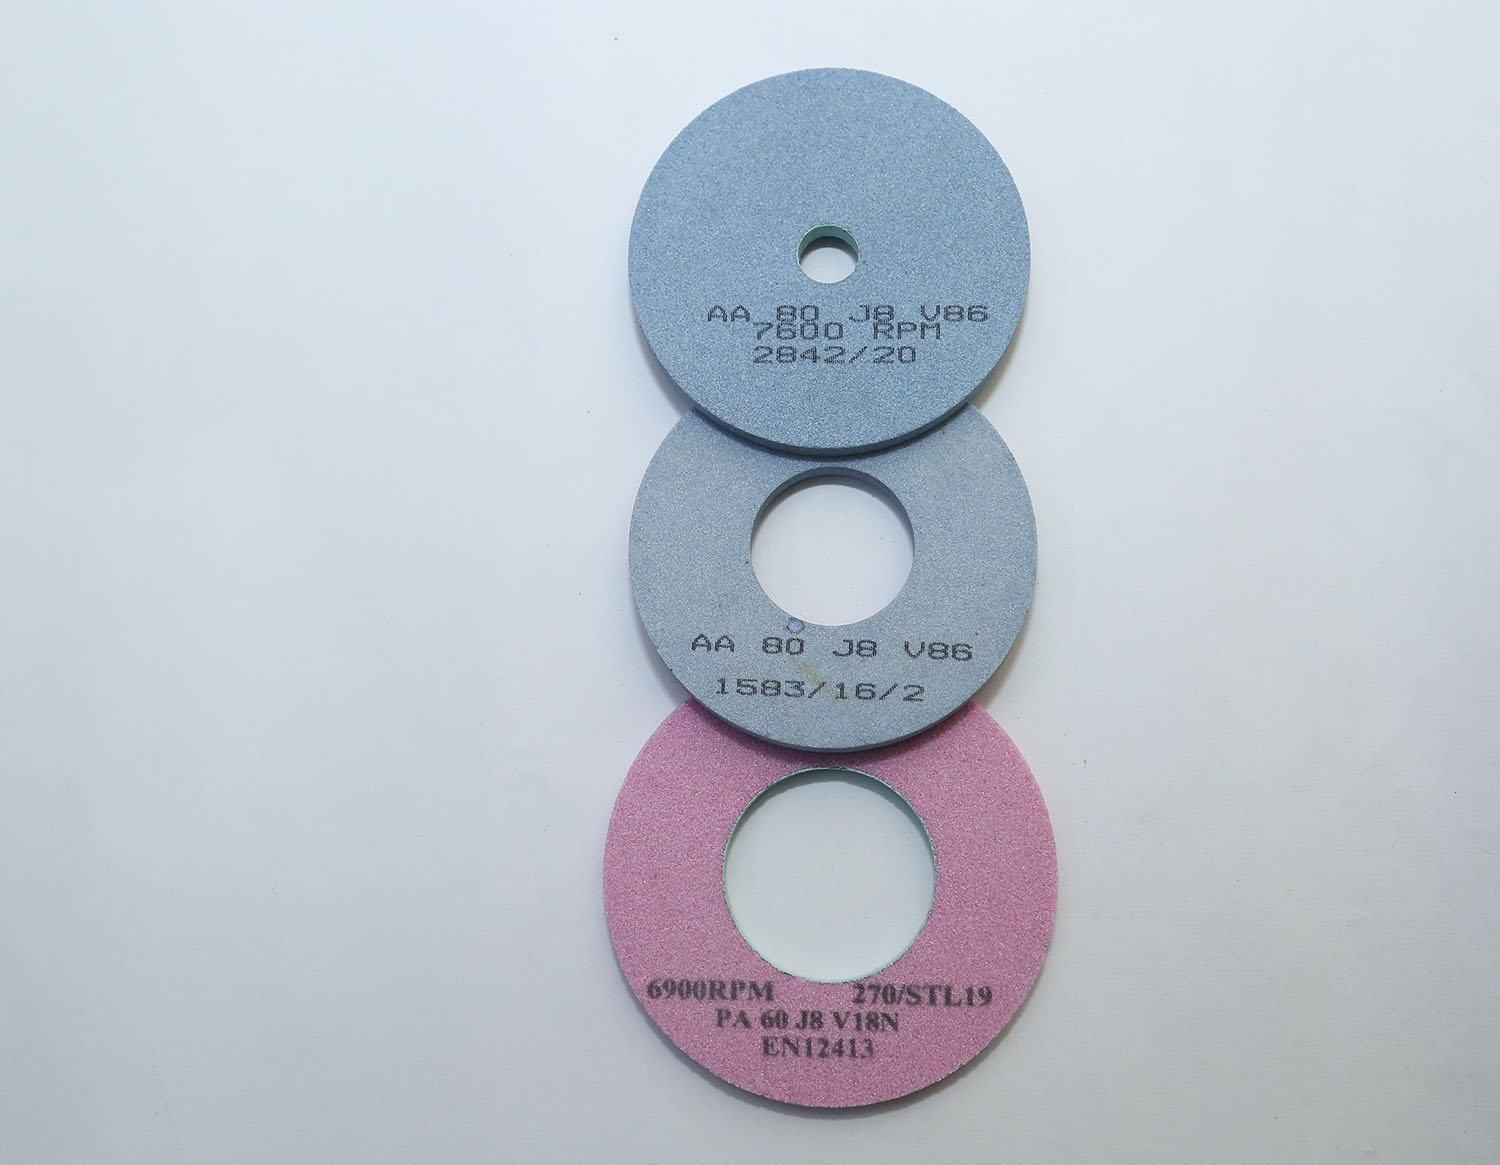 AA 80 J8 V86
7600 RPM
2842/20
AA 80 J8 V86
1583/16/2
6900RPM 270/STL19
PA 60 J8 V18N
EN12413